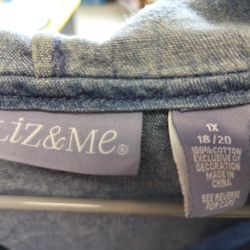 Liz&Me®
1X
18/20
100%COTTON
EXCLUSIVE OF
DECORATION
MADE IN
CHINA
SEE REVERSE
FOR CARE